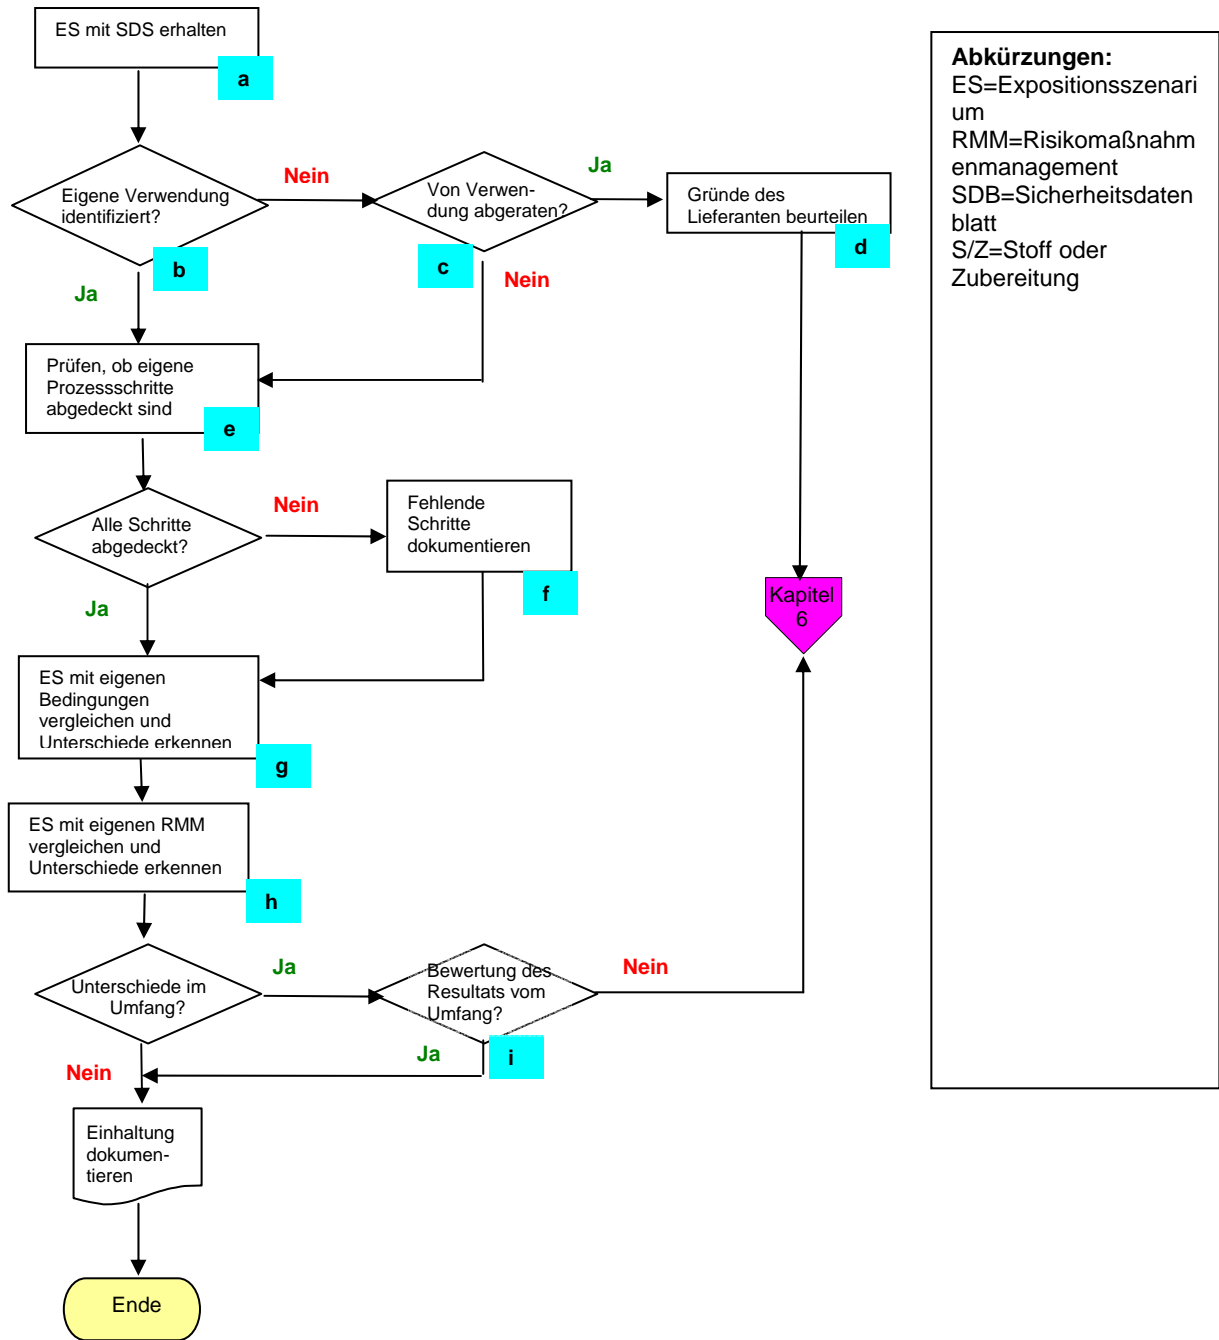 ES mit SDS erhalten
a
Eigene Verwendung
identifiziert?
b
Nein
Von Verwen-
dung abgeraten?
c
Ja
Gründe des
Lieferanten beurteilen
d
Ja
Nein
Prüfen, ob eigene
Prozessschritte
abgedeckt sind
e
Alle Schritte
abgedeckt?
Nein
Fehlende
Schritte
dokumentieren
f
Kapitel
6
Ja
ES mit eigenen
Bedingungen
vergleichen und
Unterschiede erkennen
g
ES mit eigenen RMM
vergleichen und
Unterschiede erkennen
h
Unterschiede im
Umfang?
Ja
Bewertung des
Resultats vom
Umfang?
i
Nein
Ja
Nein
Einhaltung
dokumen-
tieren
Ende
Abkürzungen:
ES=Expositionsszenari
um
RMM=Risikomaßnahm
enmanagement
SDB=Sicherheitsdaten
blatt
S/Z=Stoff oder
Zubereitung